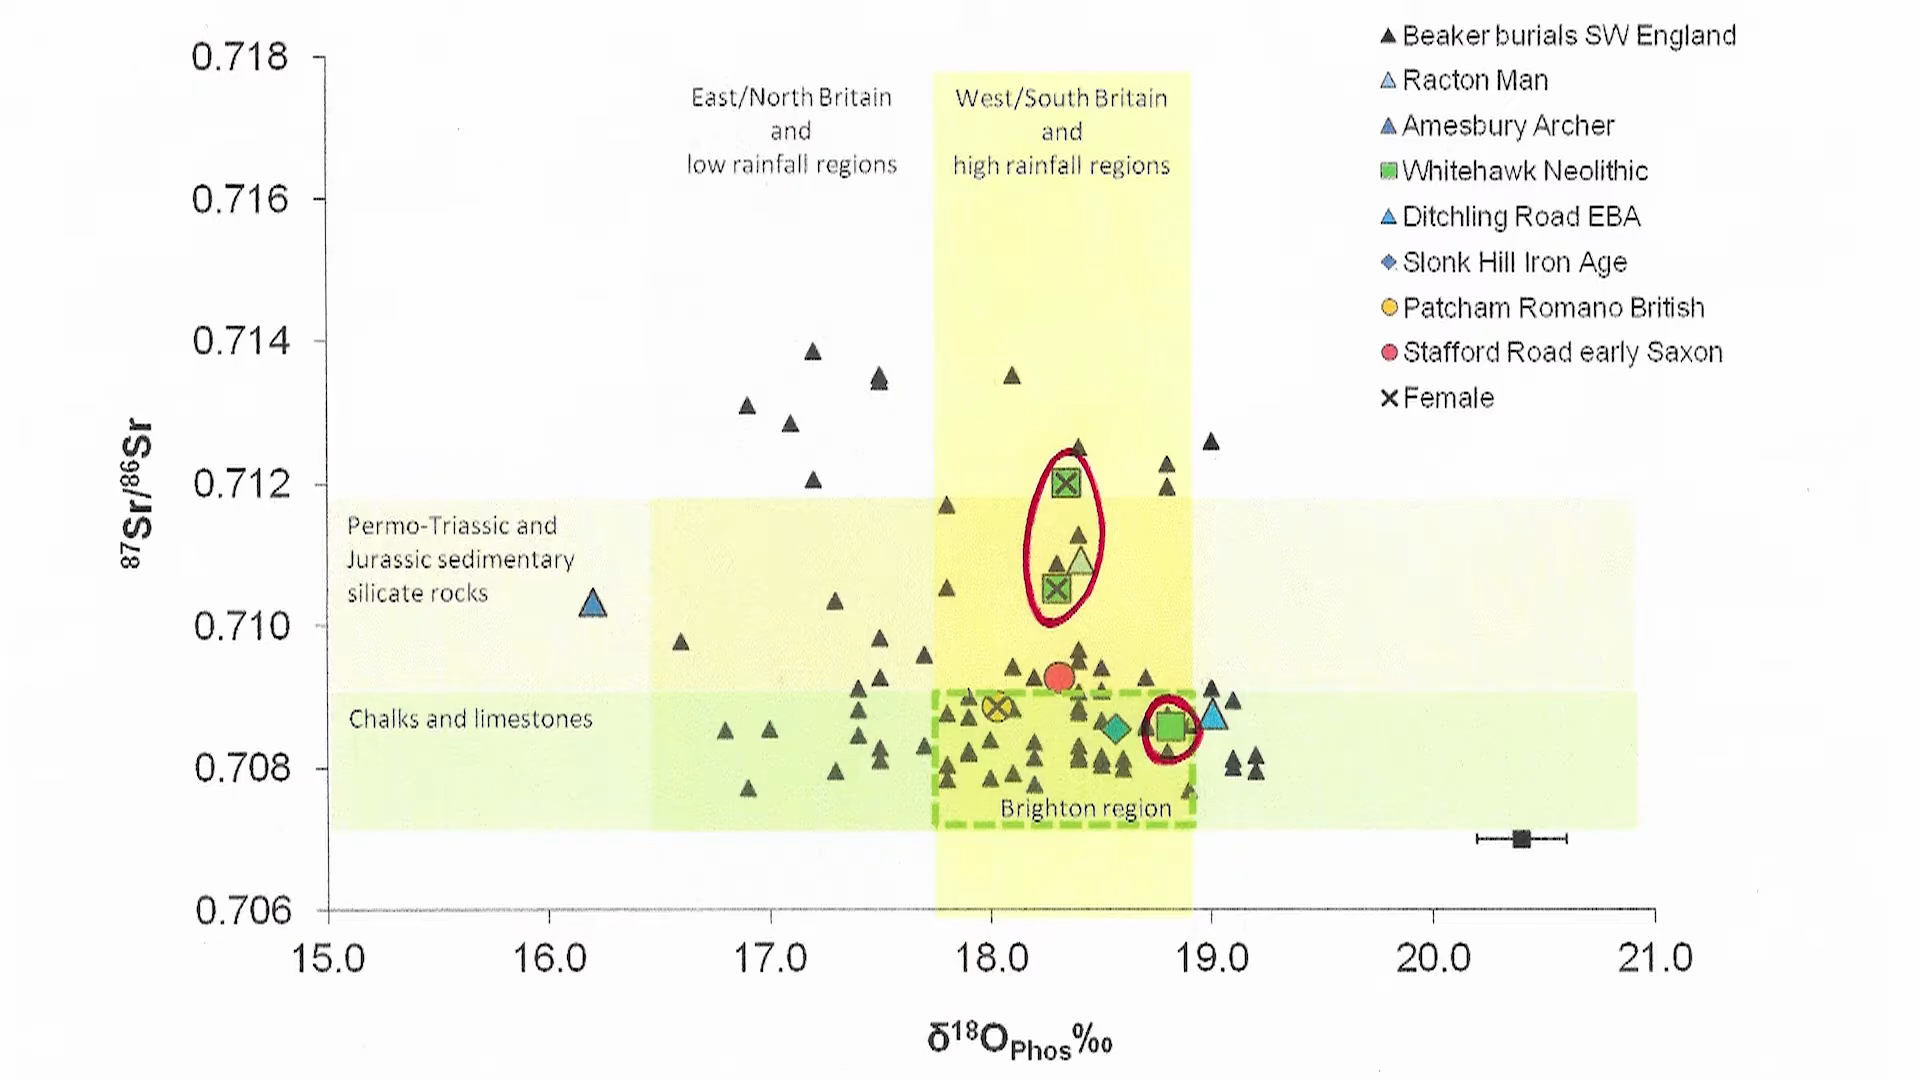 0.718
0.716
0.714
0.712
0.710
0.708
0.706
⁸⁷Sr/⁸⁶Sr
East/North Britain
and
low rainfall regions
West/South Britain
and
high rainfall regions
Permo-Triassic and
Jurassic sedimentary
silicate rocks
Chalks and limestones
Brighton region
Beaker burials SW England
Racton Man
Amesbury Archer
Whitehawk Neolithic
Ditchling Road EBA
Slonk Hill Iron Age
Patcham Romano British
Stafford Road early Saxon
Female
15.0 16.0 17.0 18.0 19.0 20.0 21.0
δ¹⁸O Phos‰